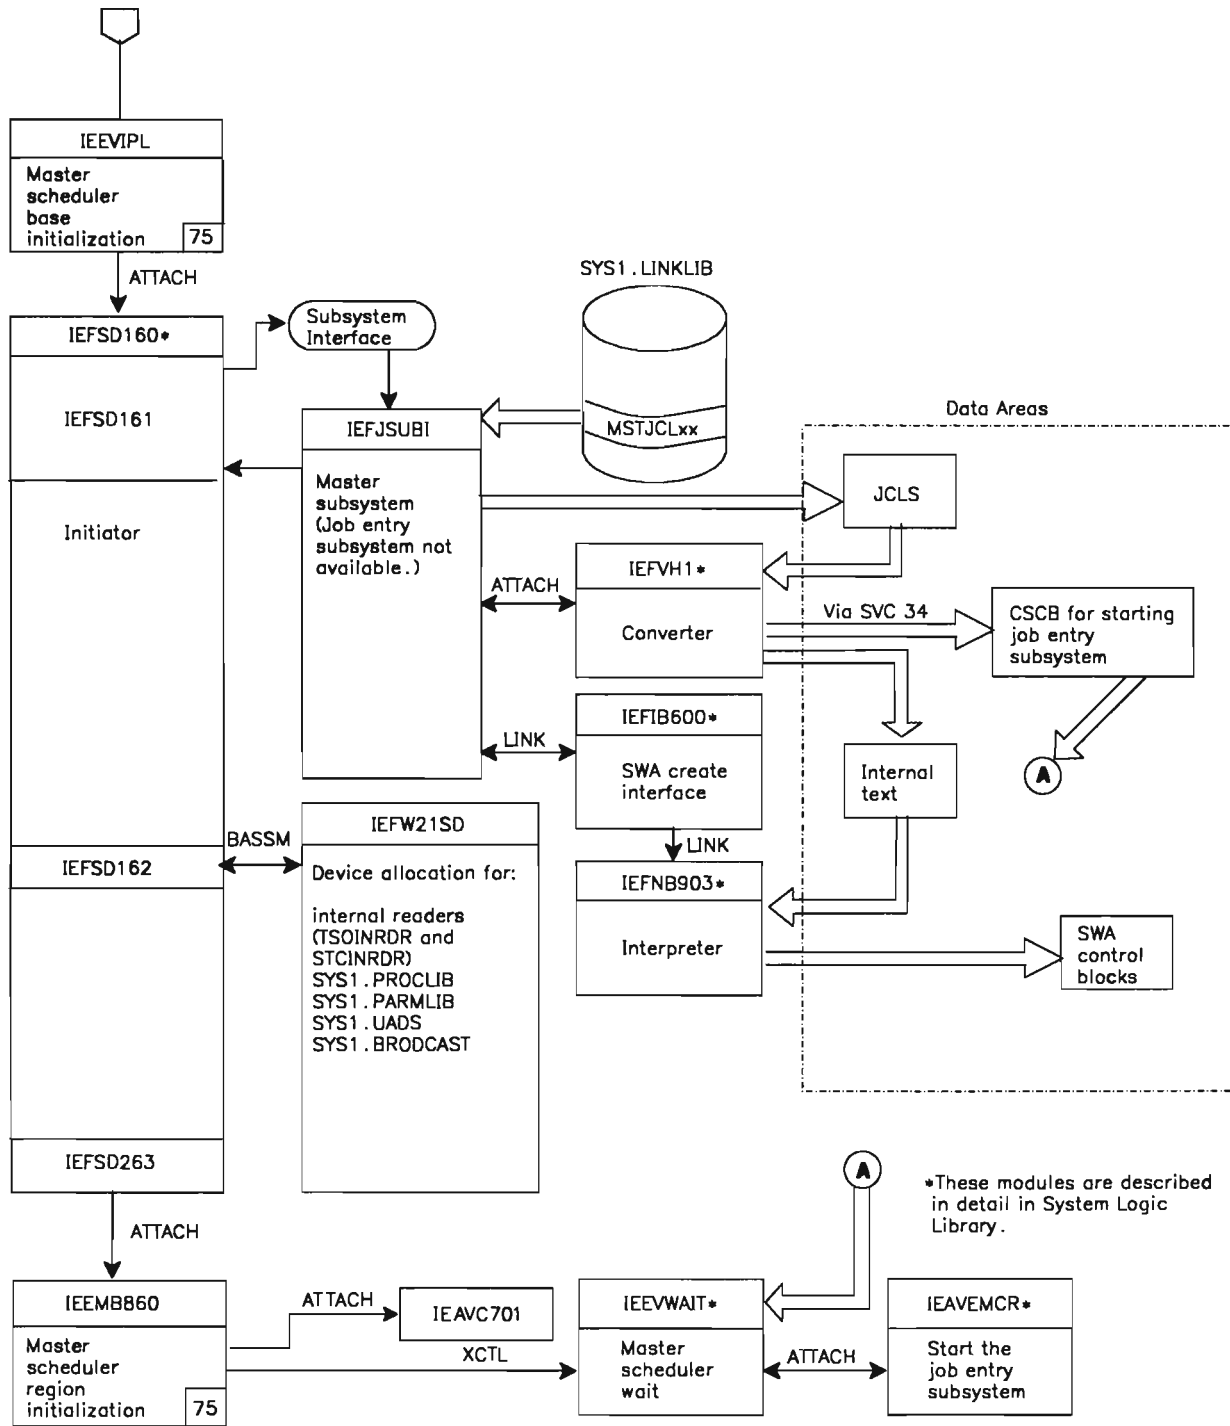 IEEVIPL
Master
scheduler
base
initialization
75
ATTACH
IEFSD160*
IEFSD161
Initiator
Subsystem
Interface
IEFJSUBI
Master
subsystem
(Job entry
subsystem not
available.)
SYS1.LINKLIB
MSTJCLxx
Data Areas
JCLS
ATTACH
IEFVH1*
Converter
Via SVC 34
CSCB for starting
job entry
subsystem
A
LINK
IEFIB600*
SWA create
interface
Internal
text
LINK
IEFNB903*
Interpreter
SWA
control
blocks
IEFSD162
BASSM
IEFW21SD
Device allocation for:
internal readers
(TSOINRDR and
STCINRDR)
SYS1.PROCLIB
SYS1.PARMLIB
SYS1.UADS
SYS1.BRODCAST
IEFSD263
ATTACH
A
*These modules are described
in detail in System Logic
Library.
IEEMB860
Master
scheduler
region
initialization
75
ATTACH
IEAVC701
XCTL
IEEVWAIT*
Master
scheduler
wait
ATTACH
IEAVEMCR*
Start the
job entry
subsystem